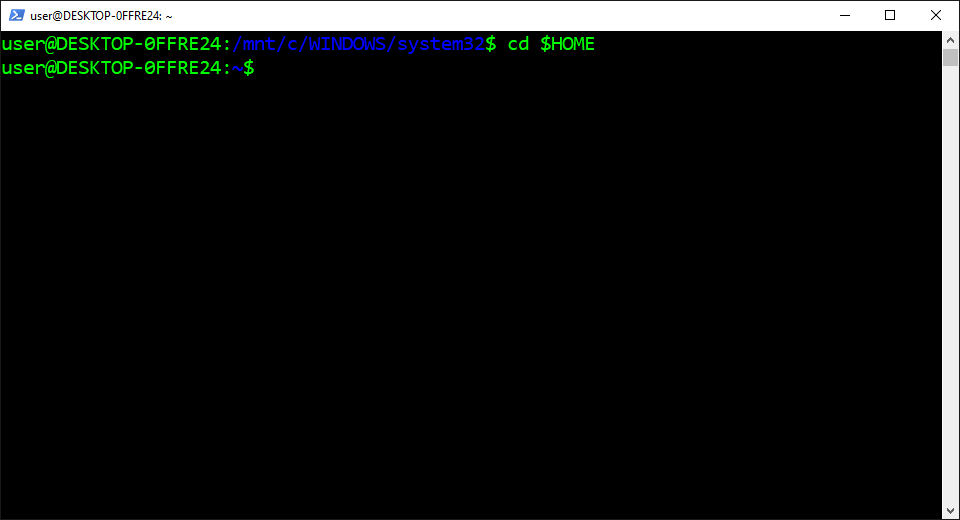 user@DESKTOP-0FFRE24: ~
user@DESKTOP-0FFRE24:/mnt/c/WINDOWS/system32$ cd $HOME
user@DESKTOP-0FFRE24:~$